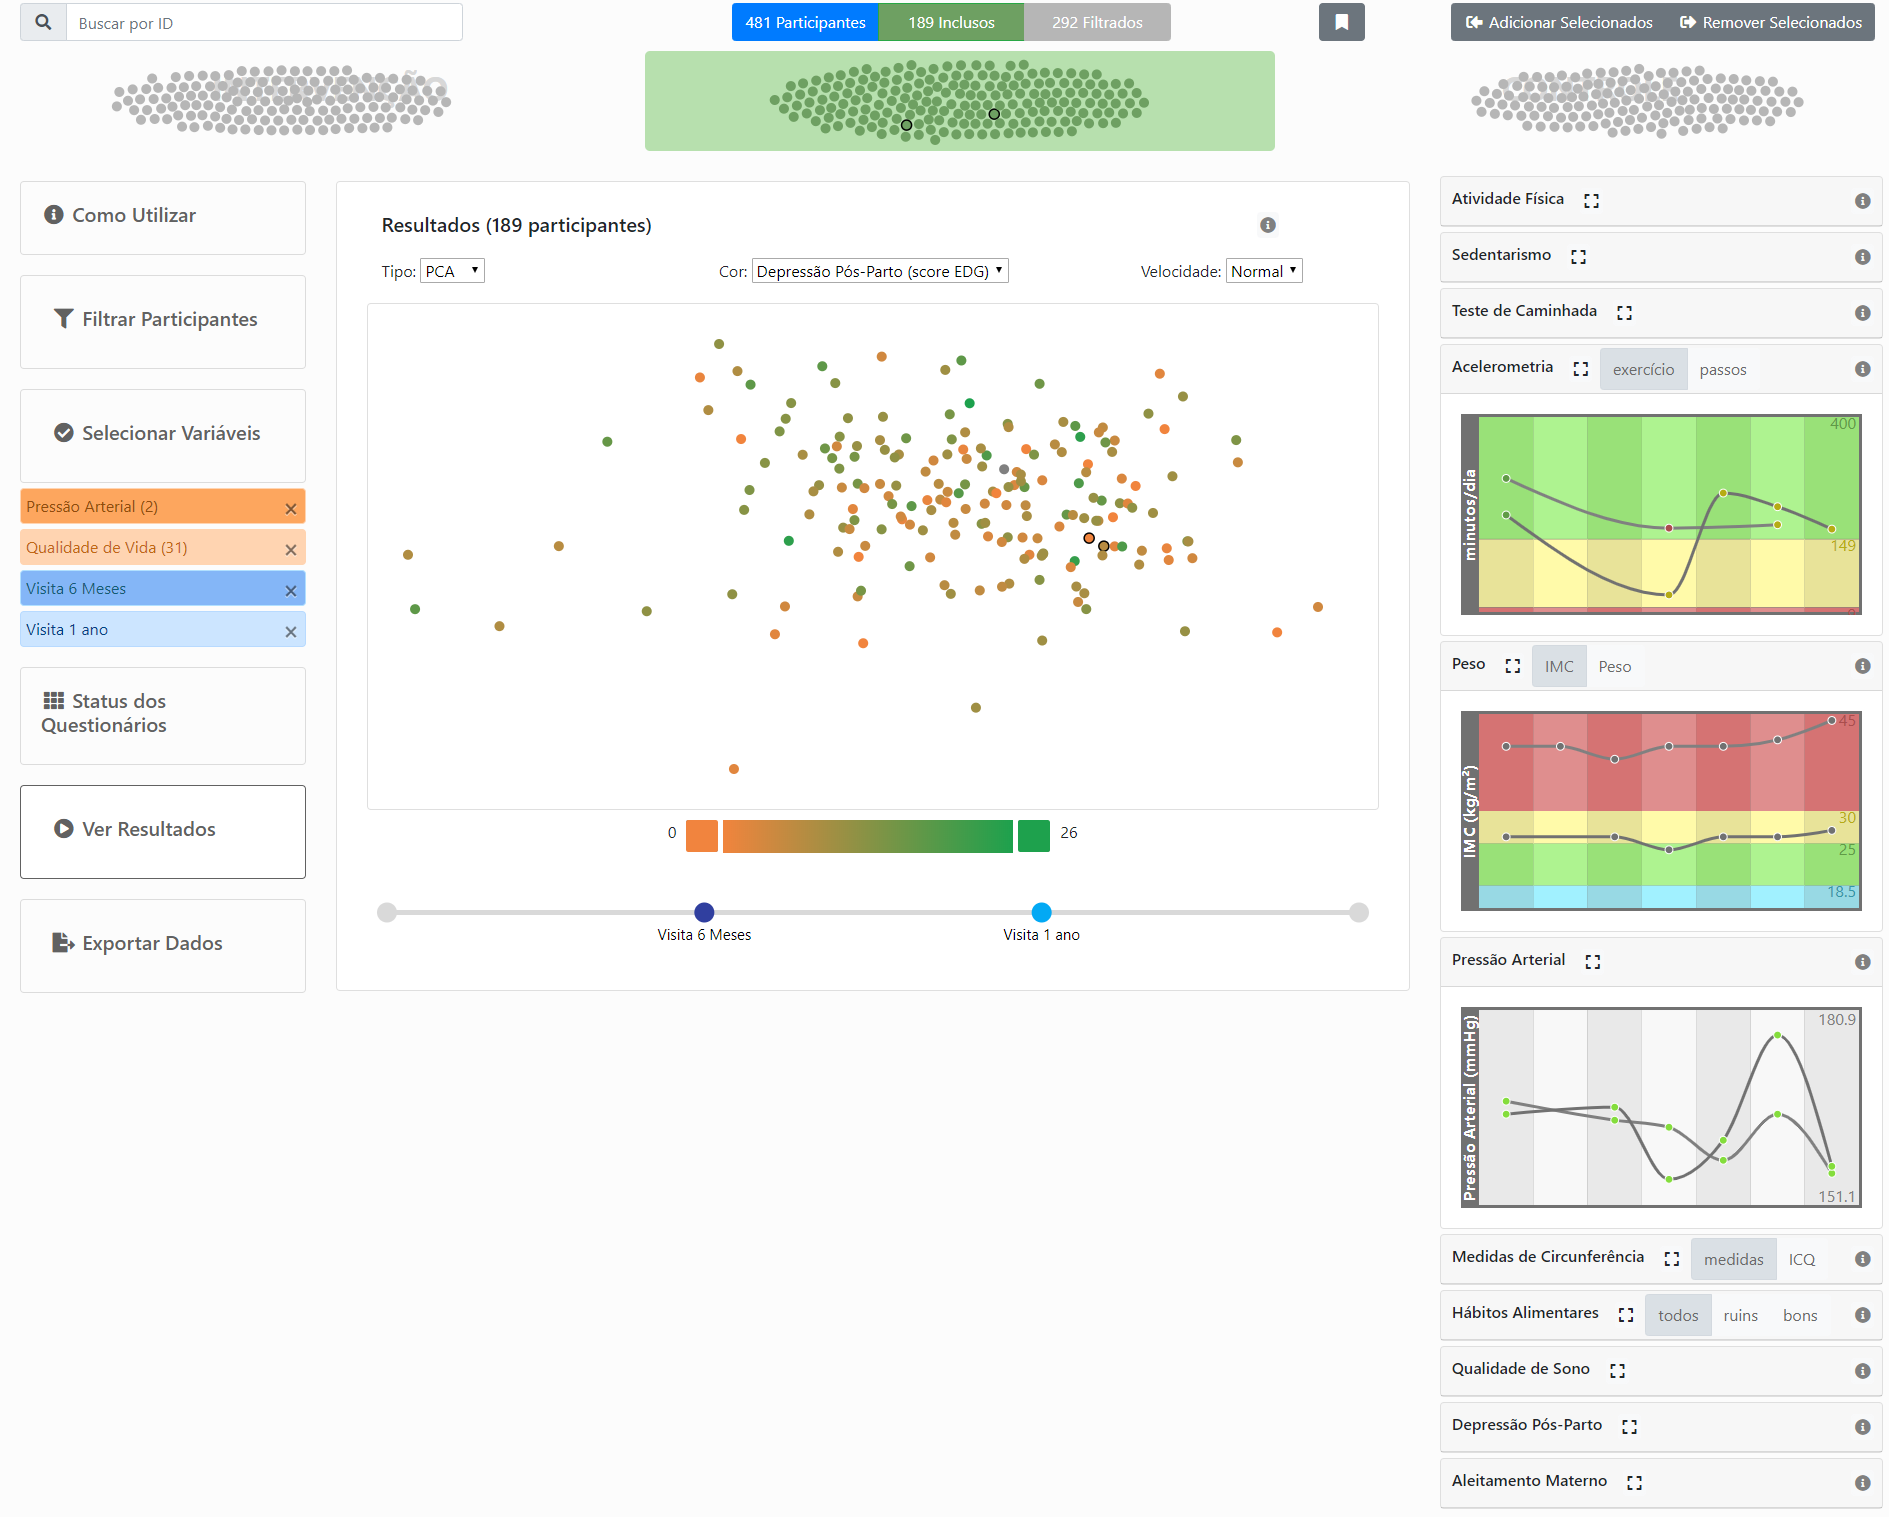 Buscar por ID
481 Participantes
189 Inclusos
292 Filtrados
Adicionar Selecionados
Remover Selecionados
Como Utilizar
Filtrar Participantes
Selecionar Variáveis
Pressão Arterial (2)
Qualidade de Vida (31)
Visita 6 Meses
Visita 1 ano
Status dos
Questionários
Ver Resultados
Exportar Dados
Resultados (189 participantes)
Tipo: PCA
Cor: Depressão Pós-Parto (score EDG)
Velocidade: Normal
0
26
Visita 6 Meses
Visita 1 ano
Atividade Física
Sedentarismo
Teste de Caminhada
Acelerometria
exercício
passos
minutos/dia
400
149
Peso
IMC
Peso
IMC (kg/m²)
45
30
25
18.5
Pressão Arterial
Pressão Arterial (mmHg)
180.9
151.1
Medidas de Circunferência
medidas
ICQ
Hábitos Alimentares
todos
ruins
bons
Qualidade de Sono
Depressão Pós-Parto
Aleitamento Materno